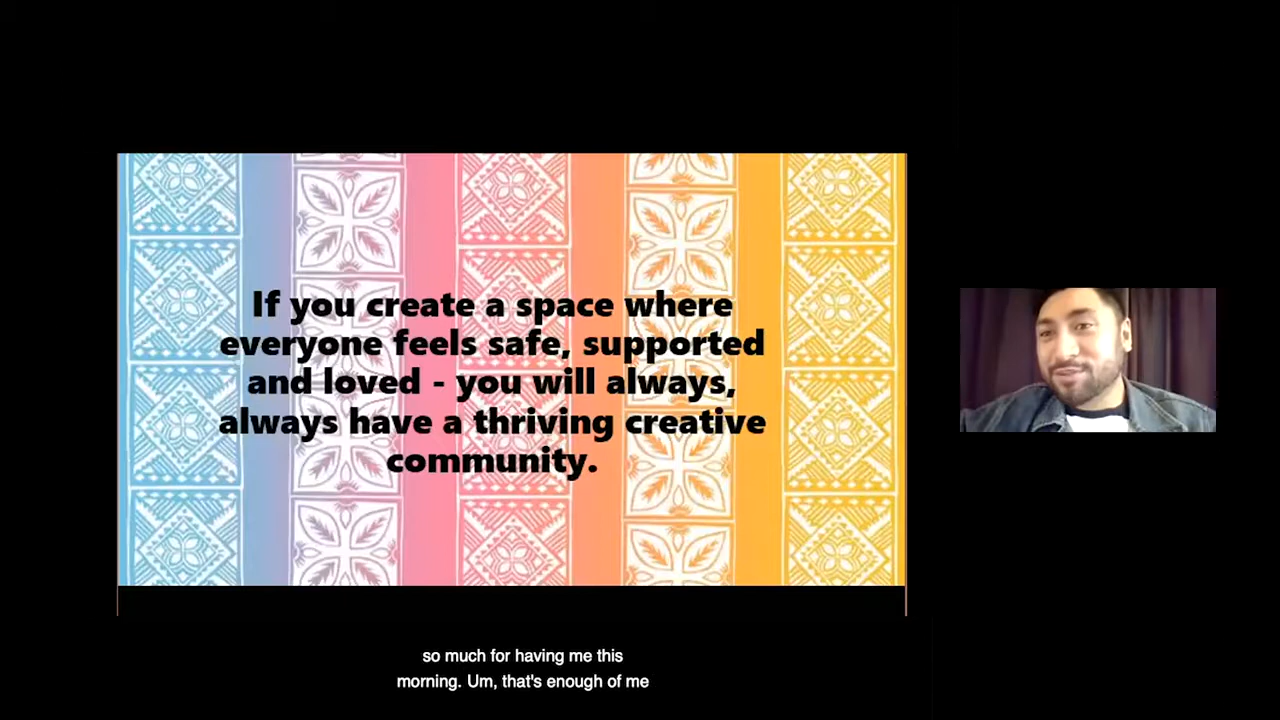 If you create a space where
everyone feels safe, supported
and loved - you will always,
always have a thriving creative
community.
so much for having me this
morning. Um, that's enough of me